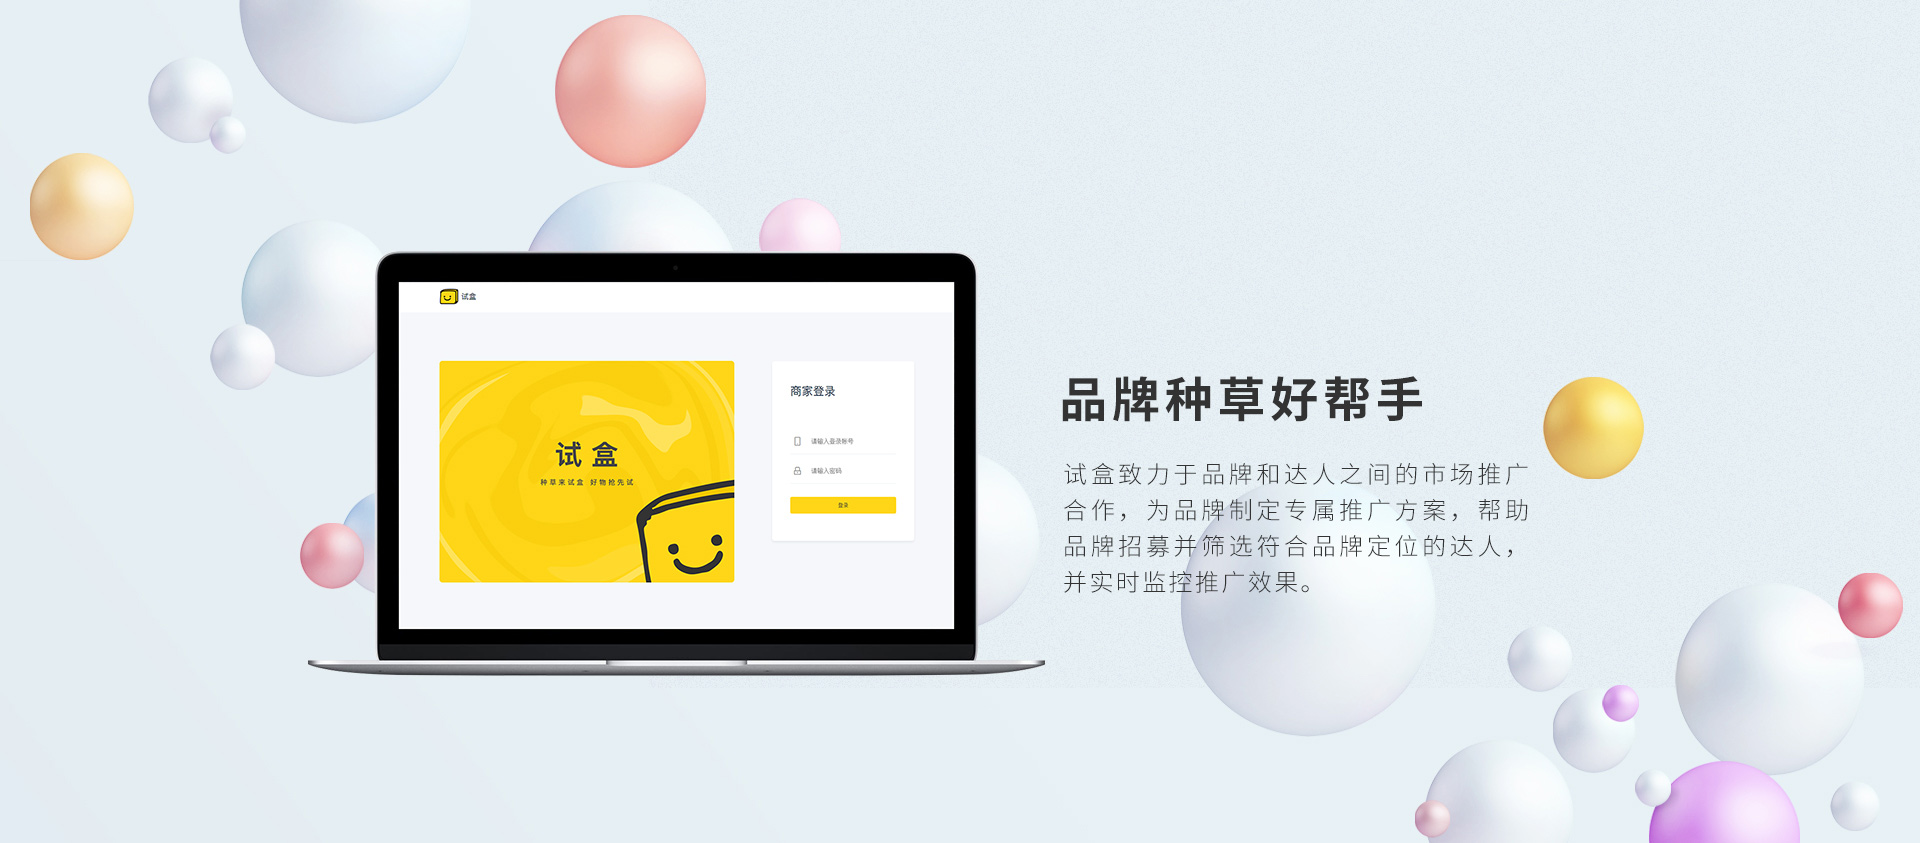 试盒
试盒
种草来试盒 好物抢先试
商家登录
请输入登录帐号
请输入密码
登录
品牌种草好帮手
试盒致力于品牌和达人之间的市场推广
合作，为品牌制定专属推广方案，帮助
品牌招募并筛选符合品牌定位的达人，
并实时监控推广效果。